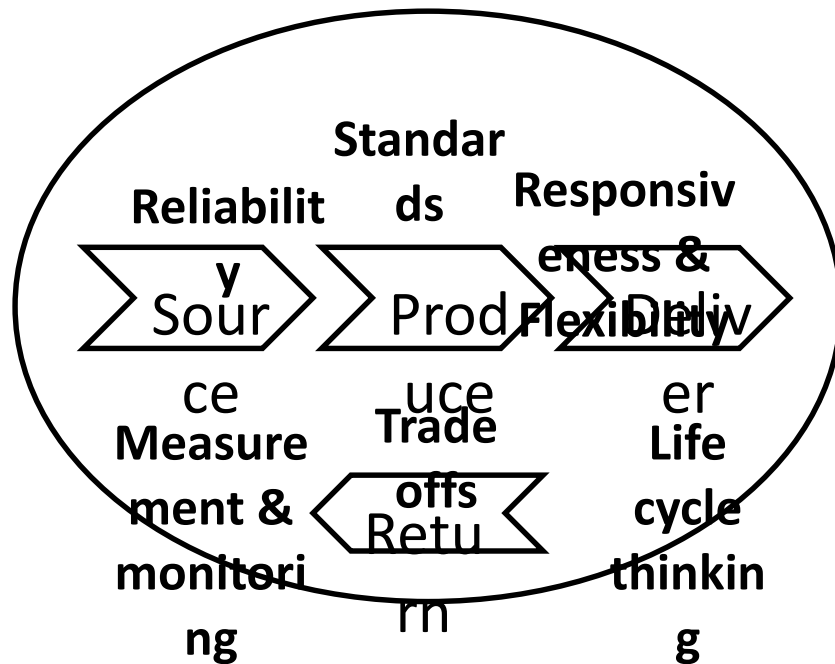 Standar
ds
Reliabilit
y
Responsiv
eness &
Flexibility
Sour
ce
Prod
uce
Deliv
er
Measure
ment &
monitori
ng
Trade
offs
Retu
rn
Life
cycle
thinkin
g